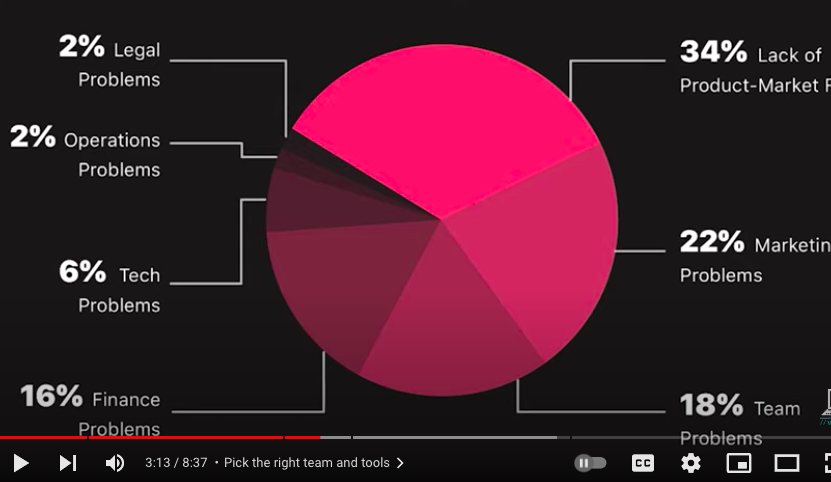 2% Legal
Problems
34% Lack of
Product-Market F
2% Operations
Problems
22% Marketin
Problems
6% Tech
Problems
16% Finance
Problems
18% Team
Problems
3:13 / 8:37 • Pick the right team and tools
CC